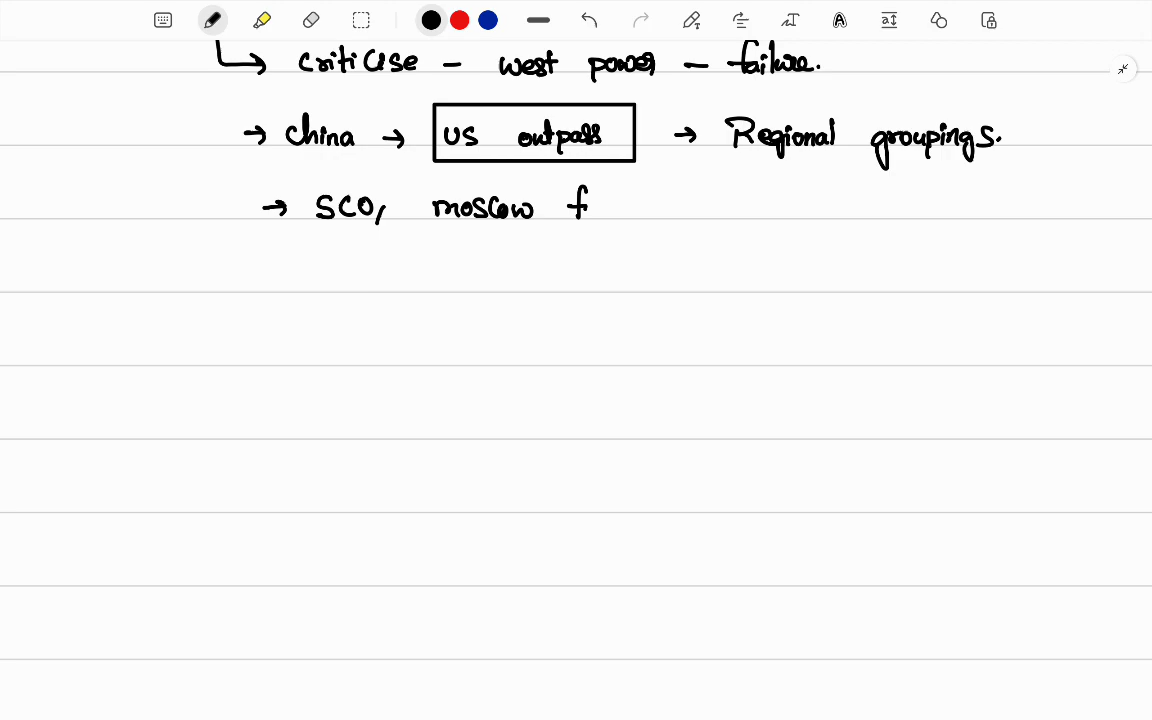 ↳ criticise - west power - failure.
→ china → US outpass → Regional groupings.
→ SCO, moscow f